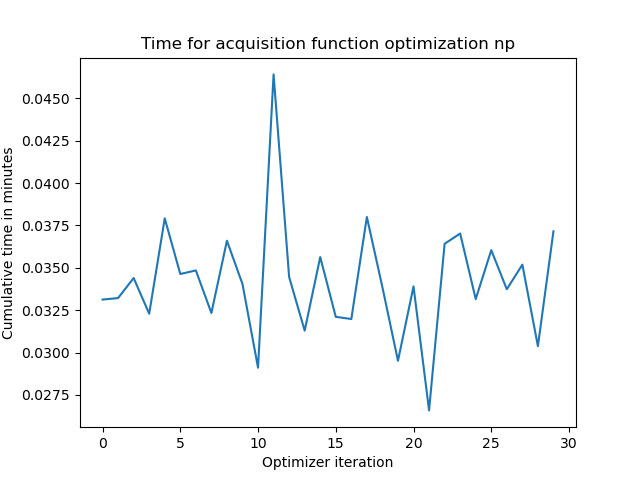 Time for acquisition function optimization np
Cumulative time in minutes
0.0450
0.0425
0.0400
0.0375
0.0350
0.0325
0.0300
0.0275
0 5 10 15 20 25 30
Optimizer iteration